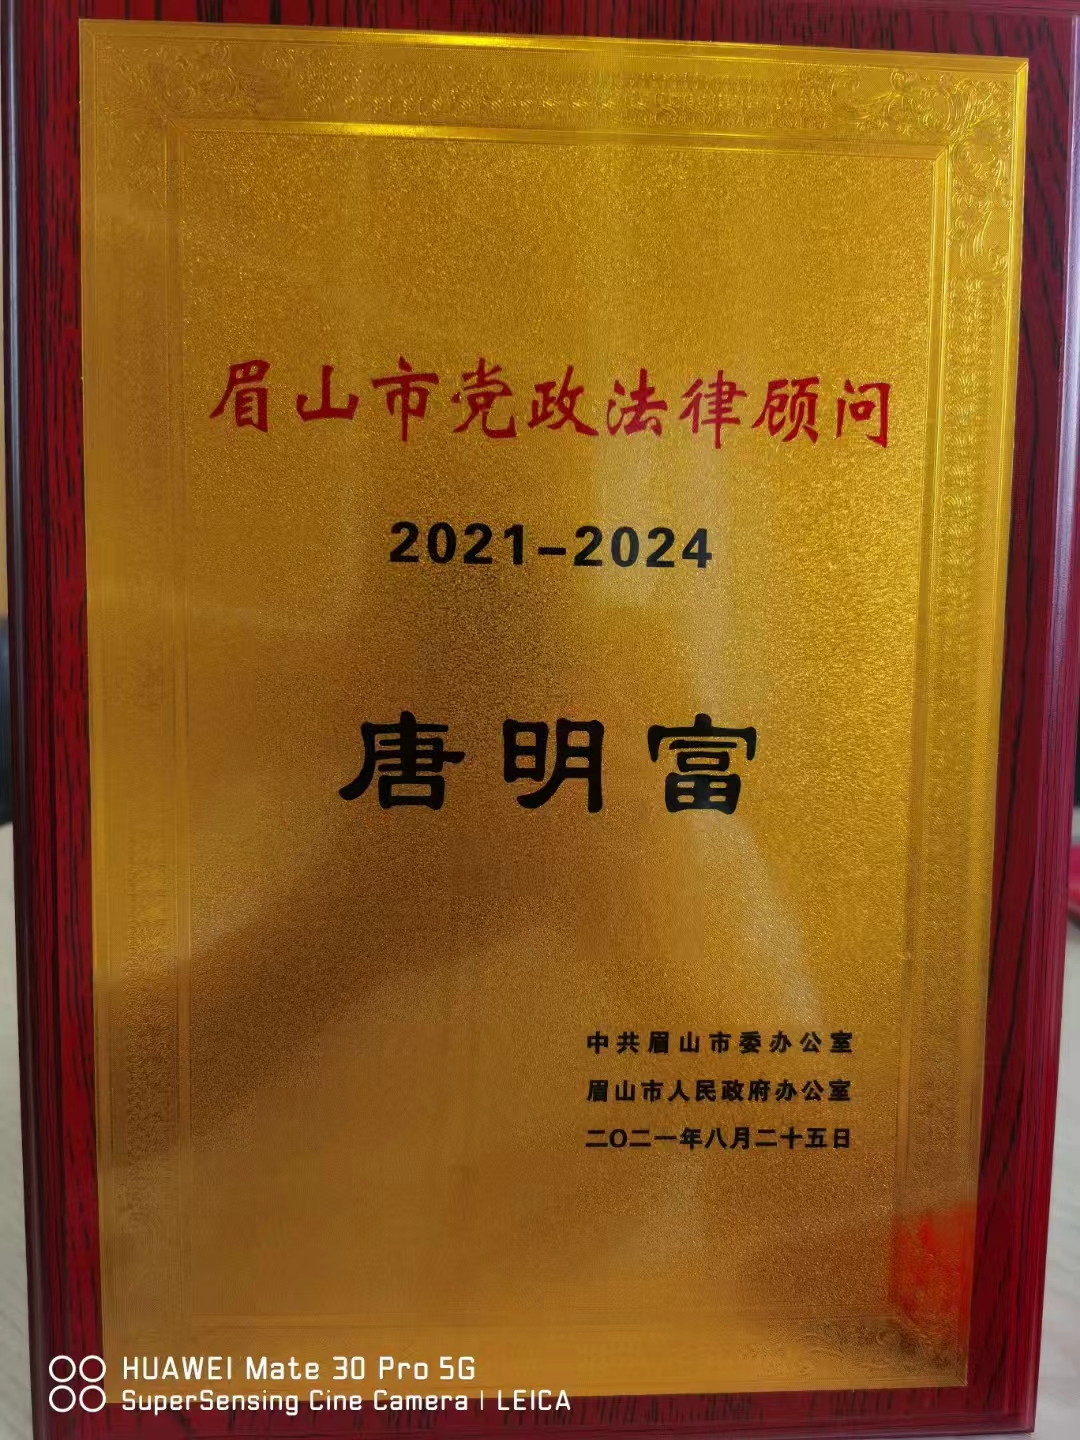 眉山市党政法律顾问
2021-2024
唐明富
中共眉山市委办公室
眉山市人民政府办公室
二〇二一年八月二十五日
HUAWEI Mate 30 Pro 5G
SuperSensing Cine Camera | LEICA